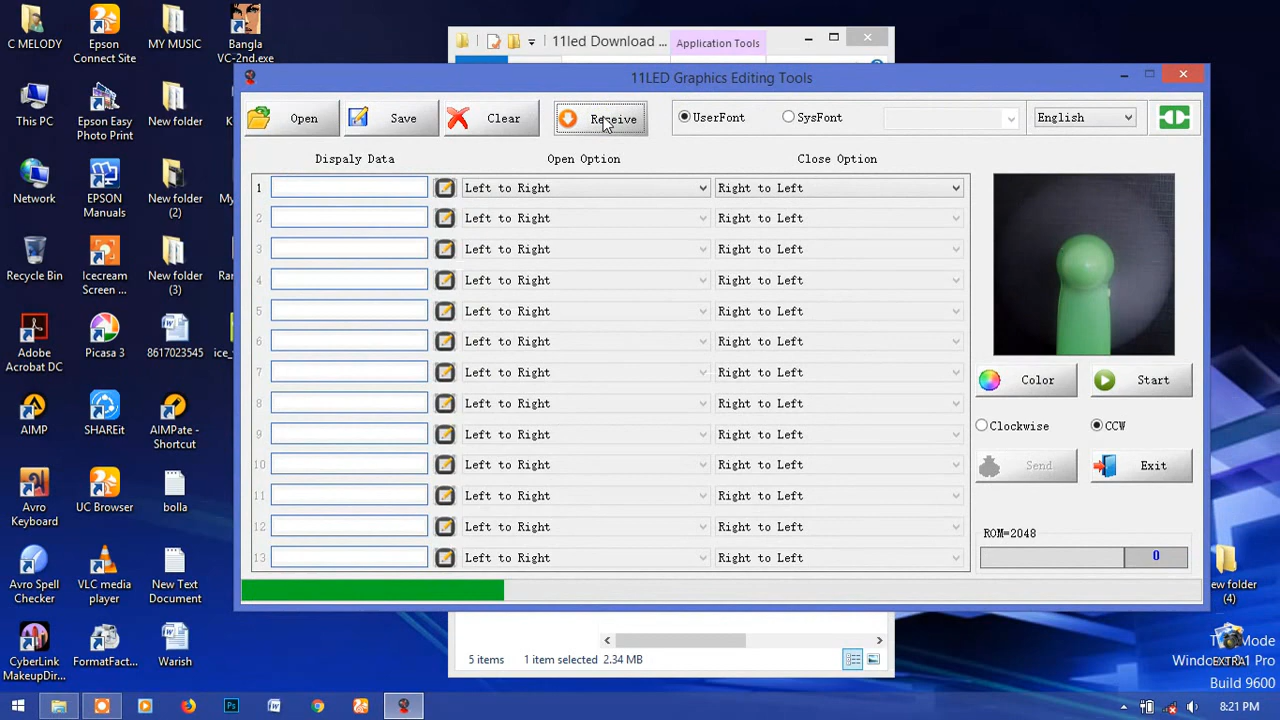 C MELODY
Epson
Connect Site
MY MUSIC
Bangla
VC-2nd.exe
This PC
Epson Easy
Photo Print
New folder
Network
EPSON
Manuals
New folder
(2)
Recycle Bin
Icecream
Screen ...
New folder
(3)
Adobe
Acrobat DC
Picasa 3
8617023545
AIMP
SHAREit
AIMPate -
Shortcut
Avro
Keyboard
UC Browser
bolla
Avro Spell
Checker
VLC media
player
New Text
Document
CyberLink
MakeupDir...
FormatFact...
Warish
11led Download ...
Application Tools
11LED Graphics Editing Tools
Open
Save
Clear
Receive
UserFont
SysFont
English
Dispaly Data
Open Option
Close Option
1 Left to Right Right to Left
2 Left to Right Right to Left
3 Left to Right Right to Left
4 Left to Right Right to Left
5 Left to Right Right to Left
6 Left to Right Right to Left
7 Left to Right Right to Left
8 Left to Right Right to Left
9 Left to Right Right to Left
10 Left to Right Right to Left
11 Left to Right Right to Left
12 Left to Right Right to Left
13 Left to Right Right to Left
Color
Start
Clockwise
CCW
Send
Exit
ROM=2048
0
5 items 1 item selected 2.34 MB
(4)
EXTRA
Build 9600
8:21 PM